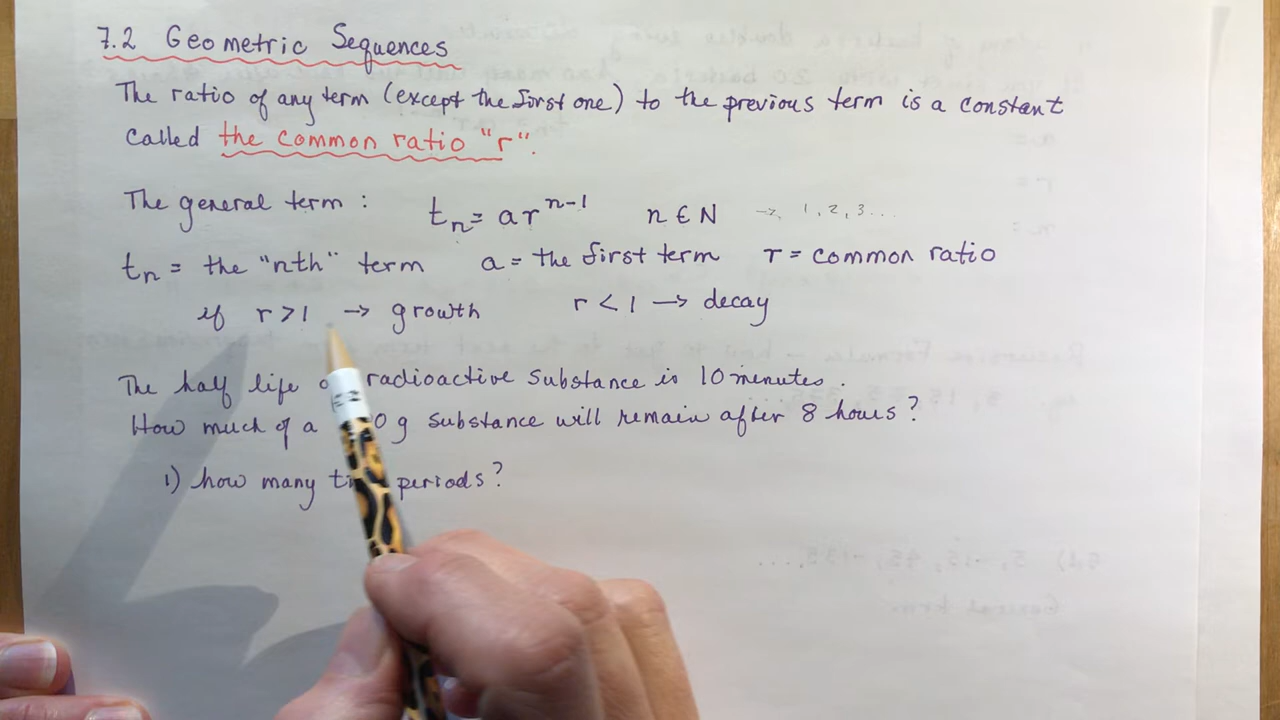 7.2 Geometric Sequences
The ratio of any term (except the first one) to the previous term is a constant
called the common ratio "r".
The general term : tn = ar^n-1 n ∈ N → 1, 2, 3...
tn = the "nth" term a = the first term r = common ratio
if r > 1 → growth r < 1 → decay
The half life radioactive substance is 10 minutes.
How much of a 0 g substance will remain after 8 hours?
1) how many periods?